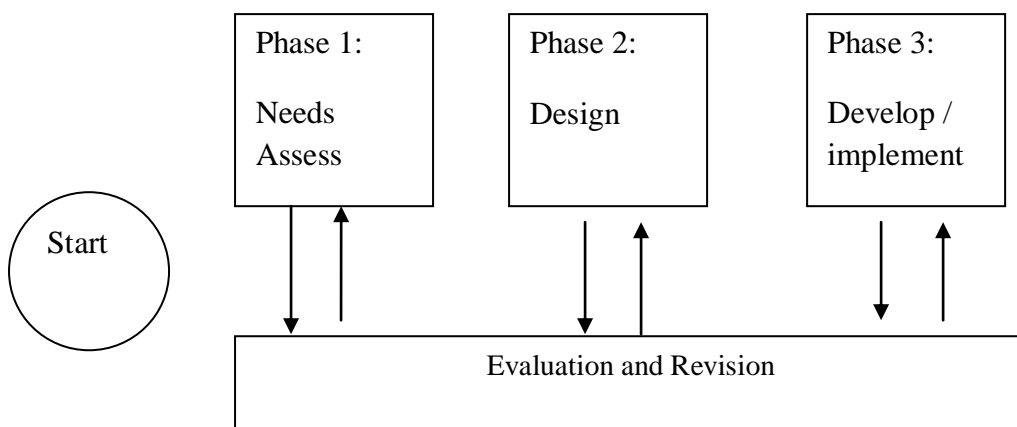 Phase 1:
Needs
Assess
Phase 2:
Design
Phase 3:
Develop /
implement
Start
Evaluation and Revision